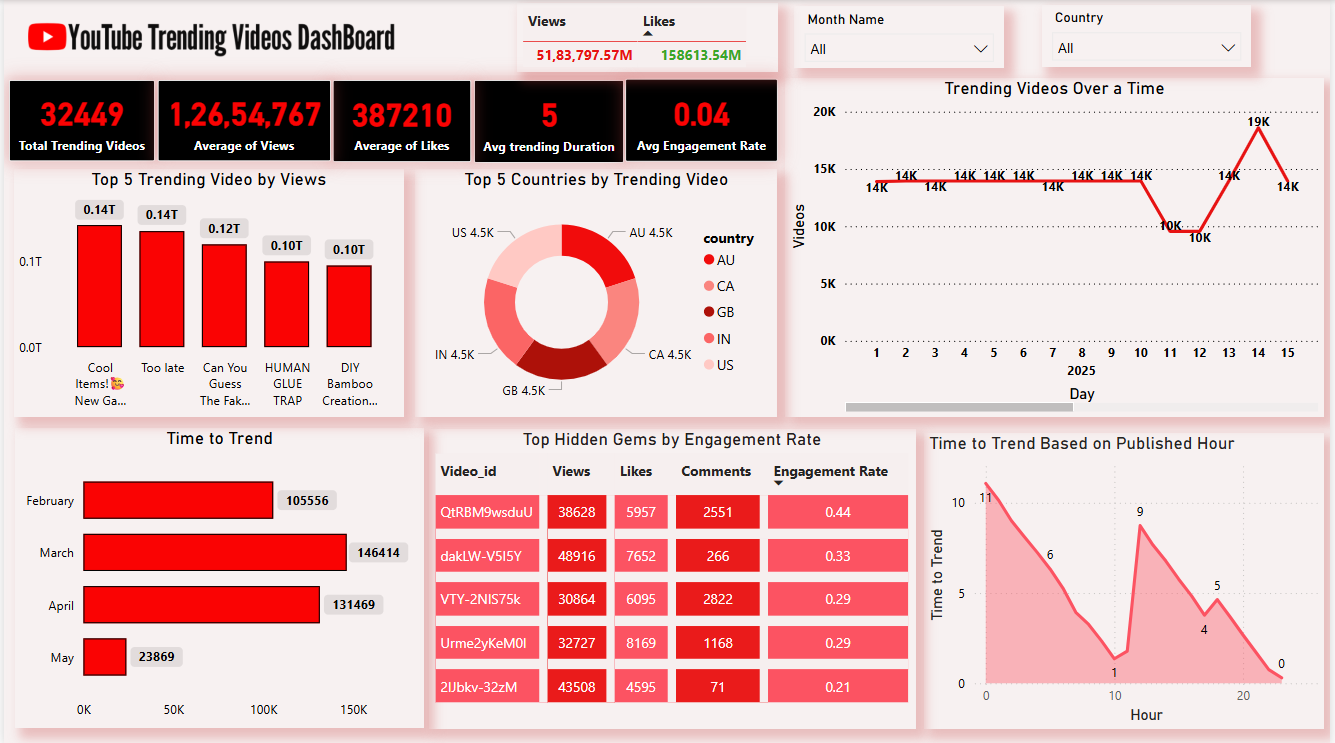 YouTube Trending Videos DashBoard
Views Likes
51,83,797.57M 158613.54M
Month Name
All
Country
All
32449
Total Trending Videos
1,26,54,767
Average of Views
387210
Average of Likes
5
Avg trending Duration
0.04
Avg Engagement Rate
Top 5 Trending Video by Views
0.14T 0.14T 0.12T 0.10T 0.10T
0.1T
0.0T
Cool Items!🥰 New Ga...
Too late
Can You Guess The Fak...
HUMAN GLUE TRAP
DIY Bamboo Creation...
Top 5 Countries by Trending Video
US 4.5K
AU 4.5K
IN 4.5K
CA 4.5K
GB 4.5K
country
AU
CA
GB
IN
US
Trending Videos Over a Time
Videos
20K
15K
10K
5K
0K
14K 14K 14K 14K 14K 14K 14K 14K 14K 10K 10K 10K 14K 19K 14K
1 2 3 4 5 6 7 8 9 10 11 12 13 14 15
2025
Day
Time to Trend
February 105556
March 146414
April 131469
May 23869
0K 50K 100K 150K
Top Hidden Gems by Engagement Rate
Video_id Views Likes Comments Engagement Rate
QtRBM9wsduU 38628 5957 2551 0.44
dakLW-V5I5Y 48916 7652 266 0.33
VTY-2NIS75k 30864 6095 2822 0.29
Urme2yKeM0I 32727 8169 1168 0.29
43508 4595 71 0.21
Time to Trend Based on Published Hour
Time to Trend
10
5
0
11 6 1 9 4 5 0
0 10 20
Hour